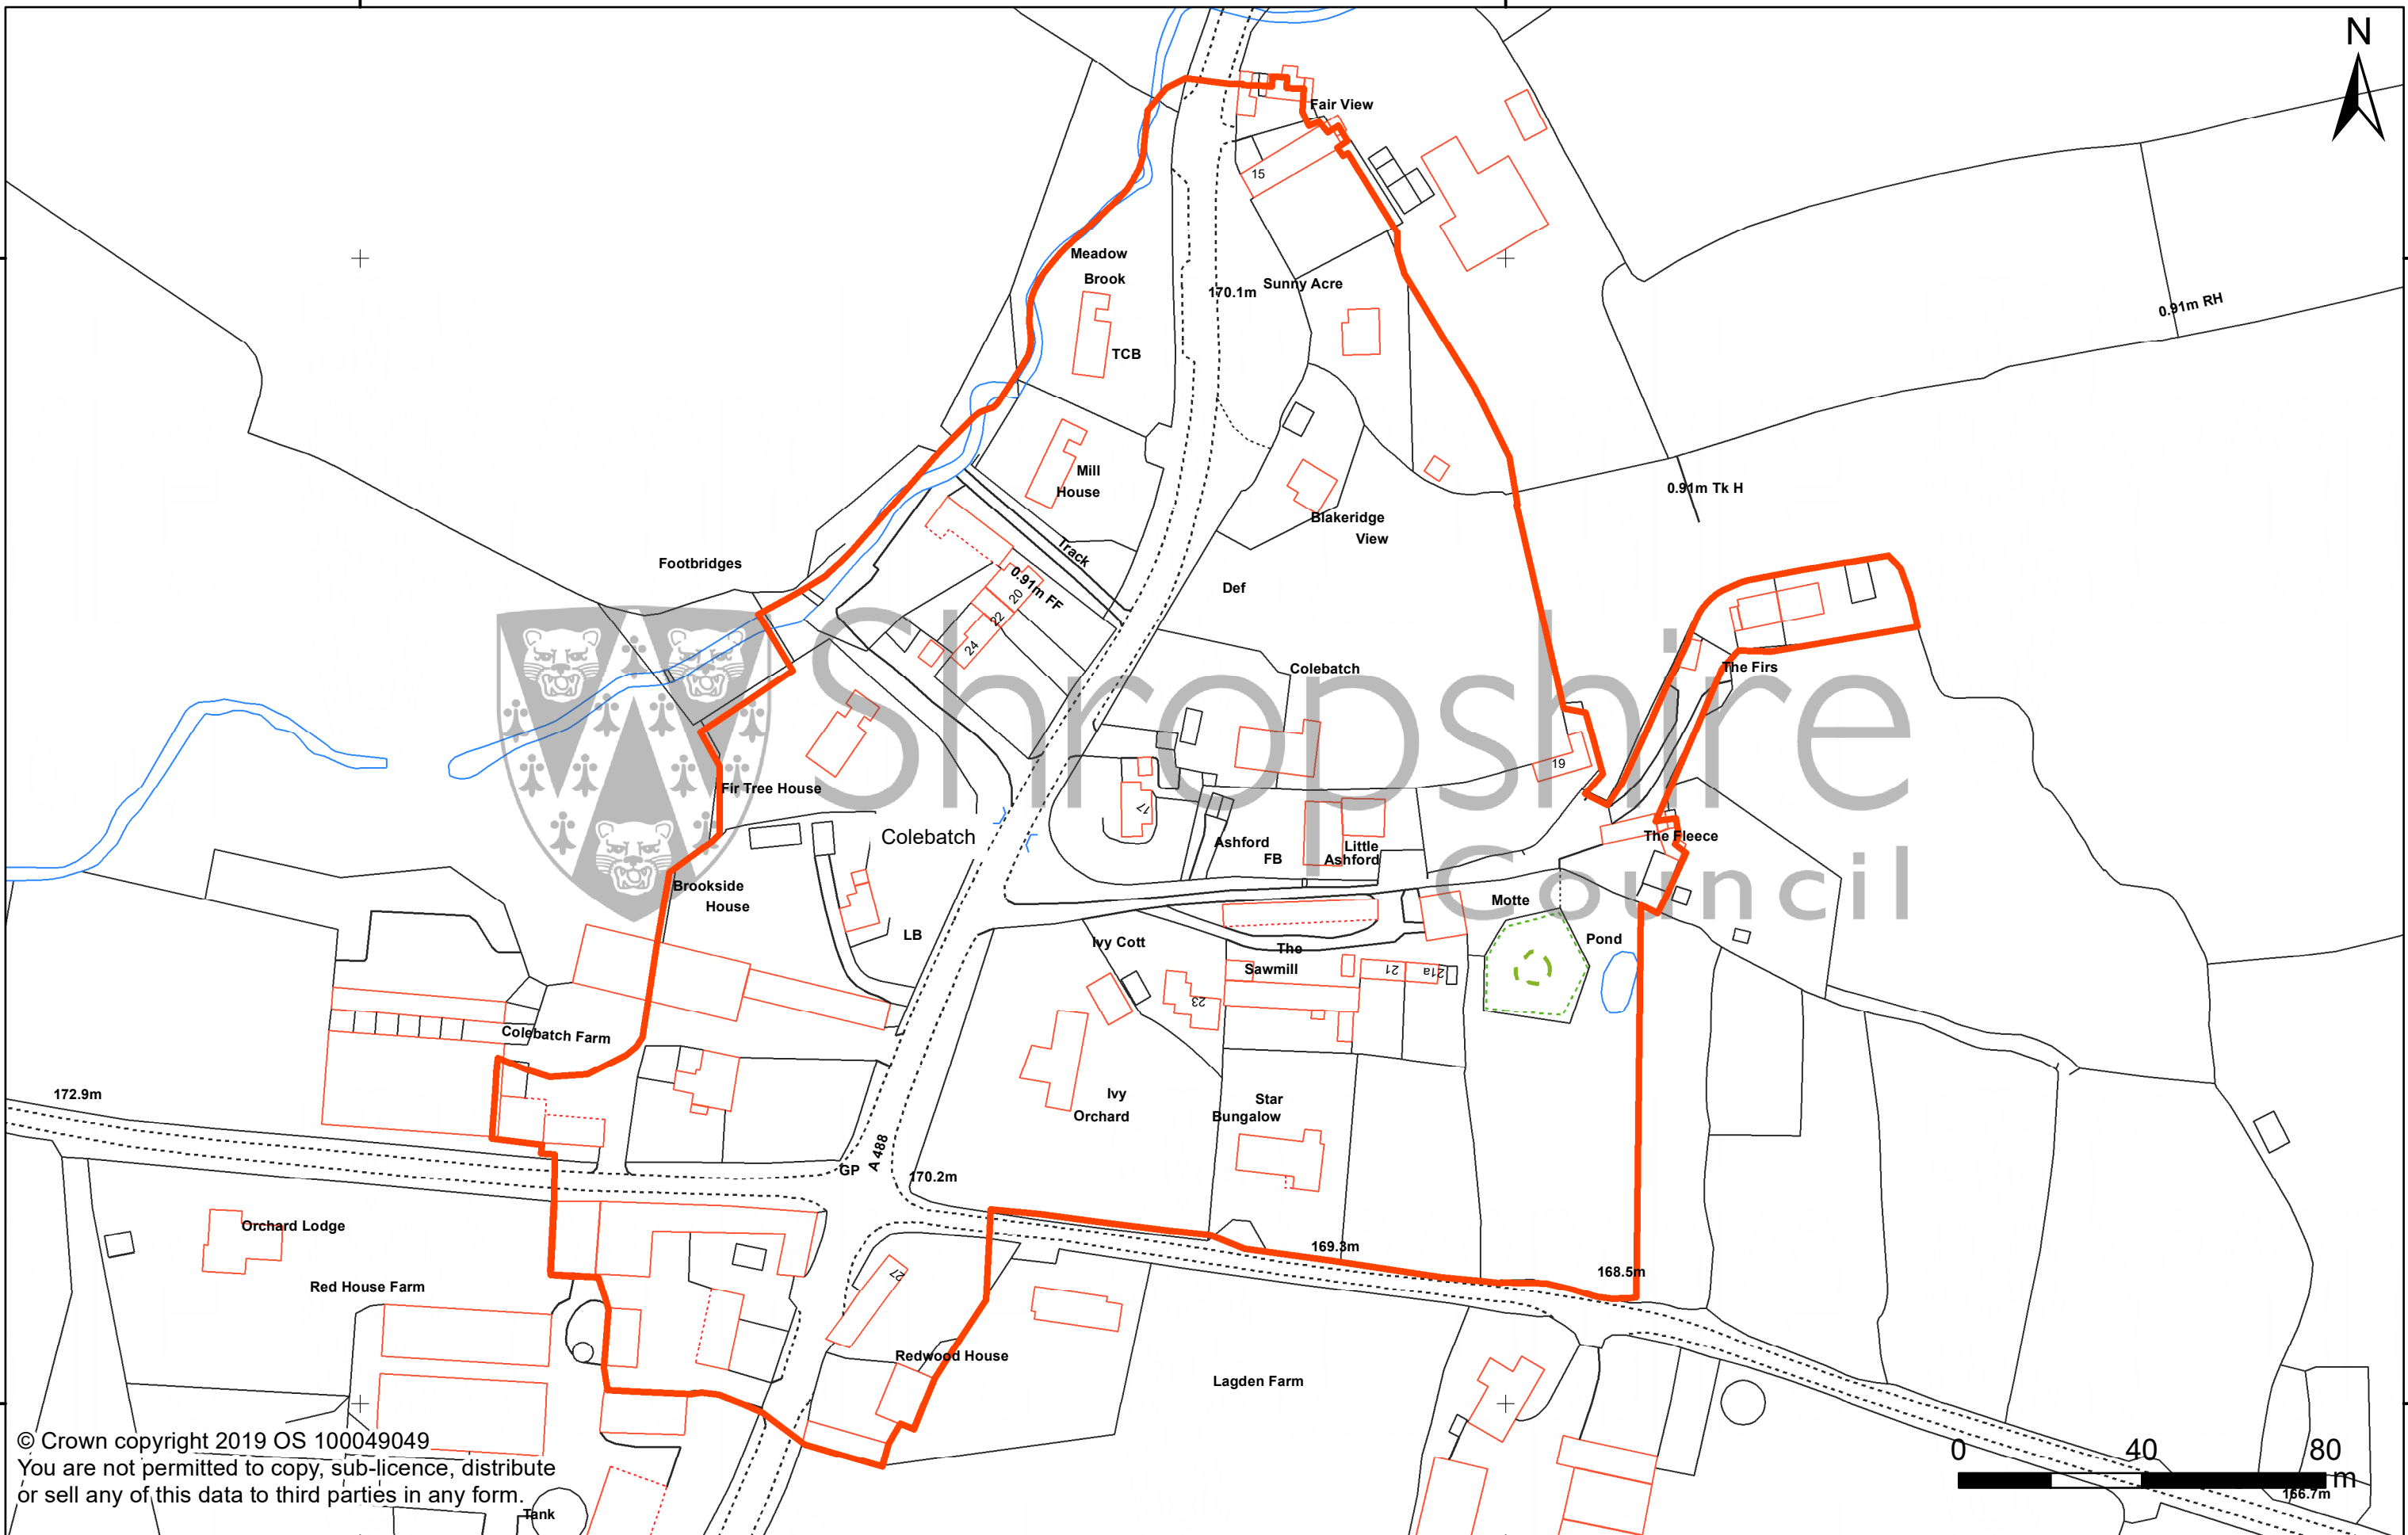 N
Fair View
15
Meadow
Brook
170.1m
Sunny Acre
0.91m RH
TCB
Mill
House
0.91m Tk H
Blakeridge
View
Track
Footbridges
0.91m FF
20
22
24
Def
Colebatch
The Firs
Shropshire
Council
19
Fir Tree House
17
Colebatch
Ashford
FB
Little
Ashford
The Fleece
Brookside
House
Motte
LB
Ivy Cott
The
Sawmill
Pond
21
21a
23
Colebatch Farm
172.9m
Ivy
Orchard
Star
Bungalow
A 488
GP
170.2m
Orchard Lodge
169.3m
168.5m
Red House Farm
27
Redwood House
Lagden Farm
© Crown copyright 2019 OS 100049049
You are not permitted to copy, sub-licence, distribute
or sell any of this data to third parties in any form.
Tank
0 40 80
m
166.7m